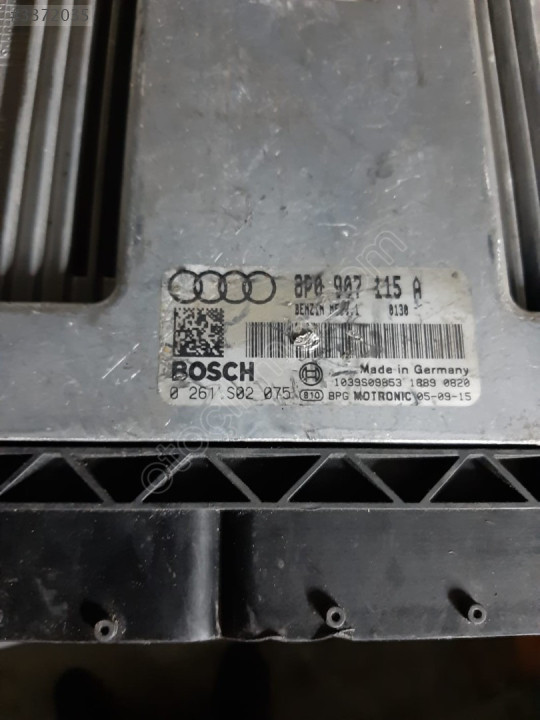 8P0 907 115 A
BENZIN 0130
BOSCH
Made in Germany
1039S09863 1889 0820
0 261 S02 075
810 BPG MOTRONIC 05-09-15